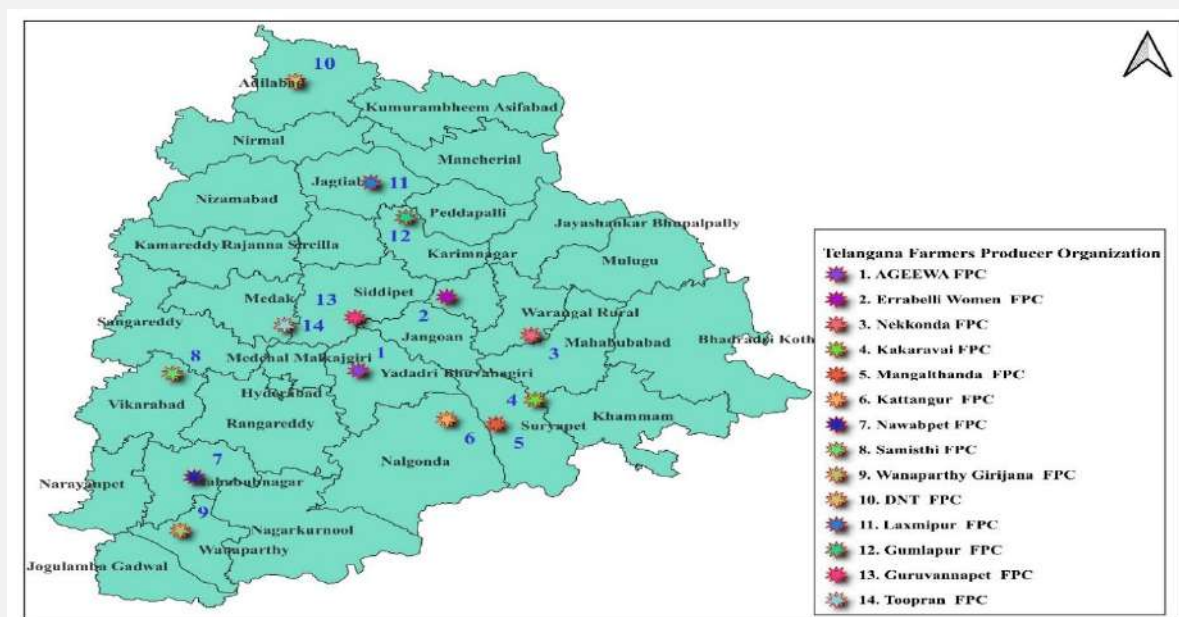 10
Adilabad
Kumurambheem Asifabad
Nirmal
Mancherial
Jagtial
11
Nizamabad
Peddapalli
Jayashankar Bhupalpally
12
Kamareddy
Rajanna Sircilla
Karimnagar
Mulugu
Medak
13
Siddipet
Sangareddy
14
2
Warangal Rural
Jangoan
Mahabubabad
Bhadradri Koth
8
Medchal Malkajgiri
1
3
Yadadri Bhuvanagiri
Vikarabad
Hyderabad
4
Khammam
Rangareddy
Suryapet
6
5
Nalgonda
7
Narayanpet
Mahabubnagar
9
Nagarkurnool
Wanaparthy
Jogulamba Gadwal
Telangana Farmers Producer Organization
1. AGEEWA FPC
2. Errabelli Women FPC
3. Nekkonda FPC
4. Kakaravai FPC
5. Mangalthanda FPC
6. Kattangur FPC
7. Nawabpet FPC
8. Samisthi FPC
9. Wanaparthy Girijana FPC
10. DNT FPC
11. Laxmipur FPC
12. Gumlapur FPC
13. Guruvannapet FPC
14. Toopran FPC